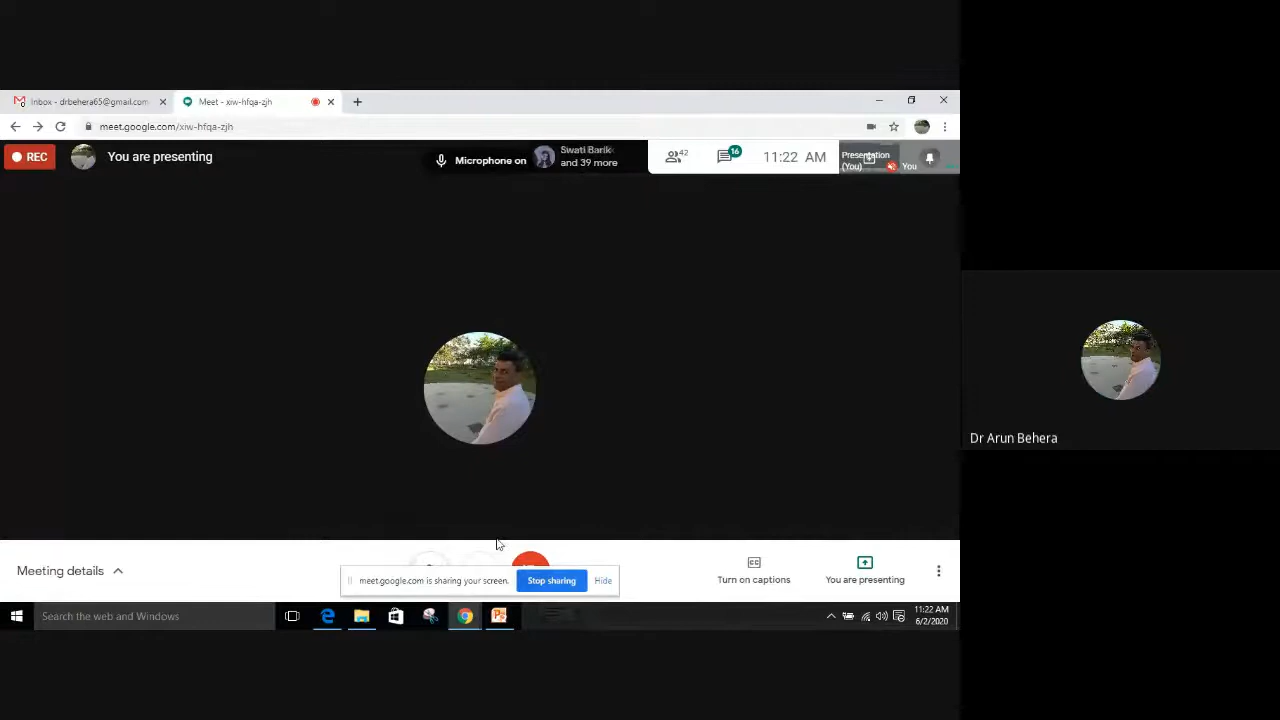 Inbox - drbehera65@gmail.com
Meet - xiw-hfqa-zjh
meet.google.com/xiw-hfqa-zjh
REC
You are presenting
Microphone on
Swati Barik
and 39 more
42
16
11:22 AM
Presentation
(You)
You
Dr Arun Behera
Meeting details
meet.google.com is sharing your screen.
Stop sharing
Hide
Turn on captions
You are presenting
Search the web and Windows
11:22 AM
6/2/2020